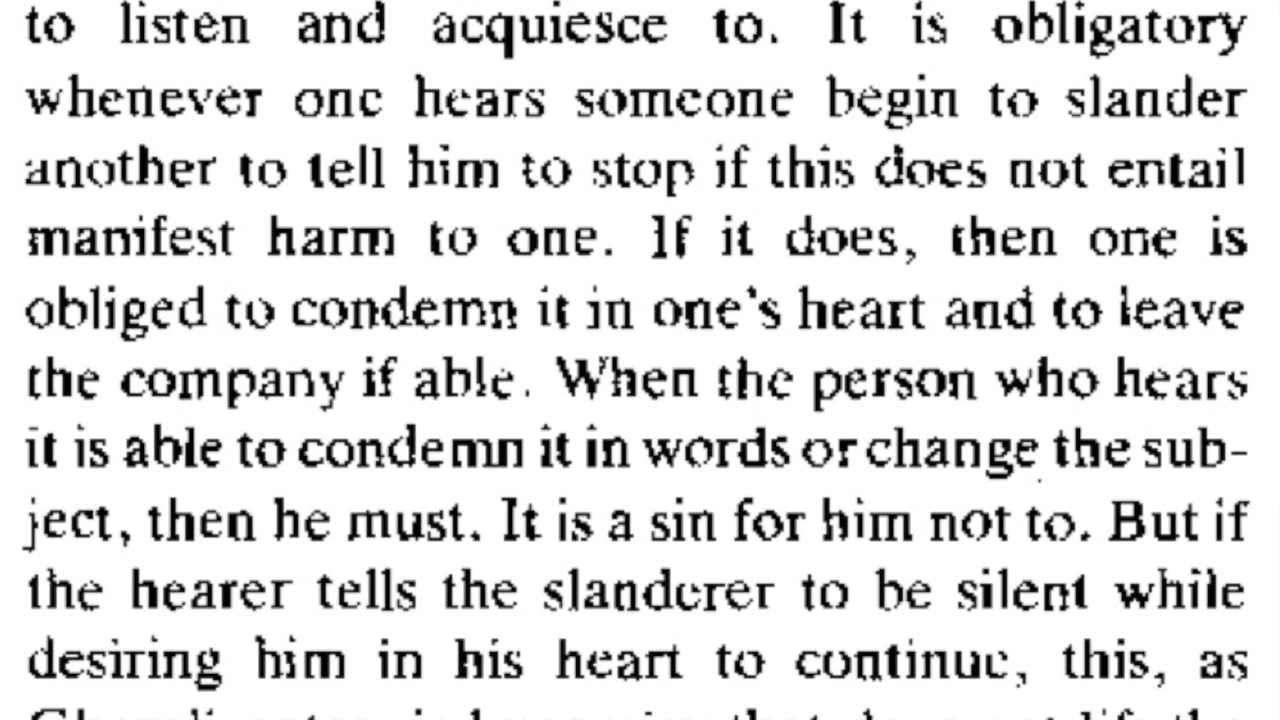 to listen and acquiesce to. It is obligatory
whenever one hears someone begin to slander
another to tell him to stop if this does not entail
manifest harm to one. If it does, then one is
obliged to condemn it in one's heart and to leave
the company if able. When the person who hears
it is able to condemn it in words or change the sub-
ject, then he must. It is a sin for him not to. But if
the hearer tells the slanderer to be silent while
desiring him in his heart to continue, this, as